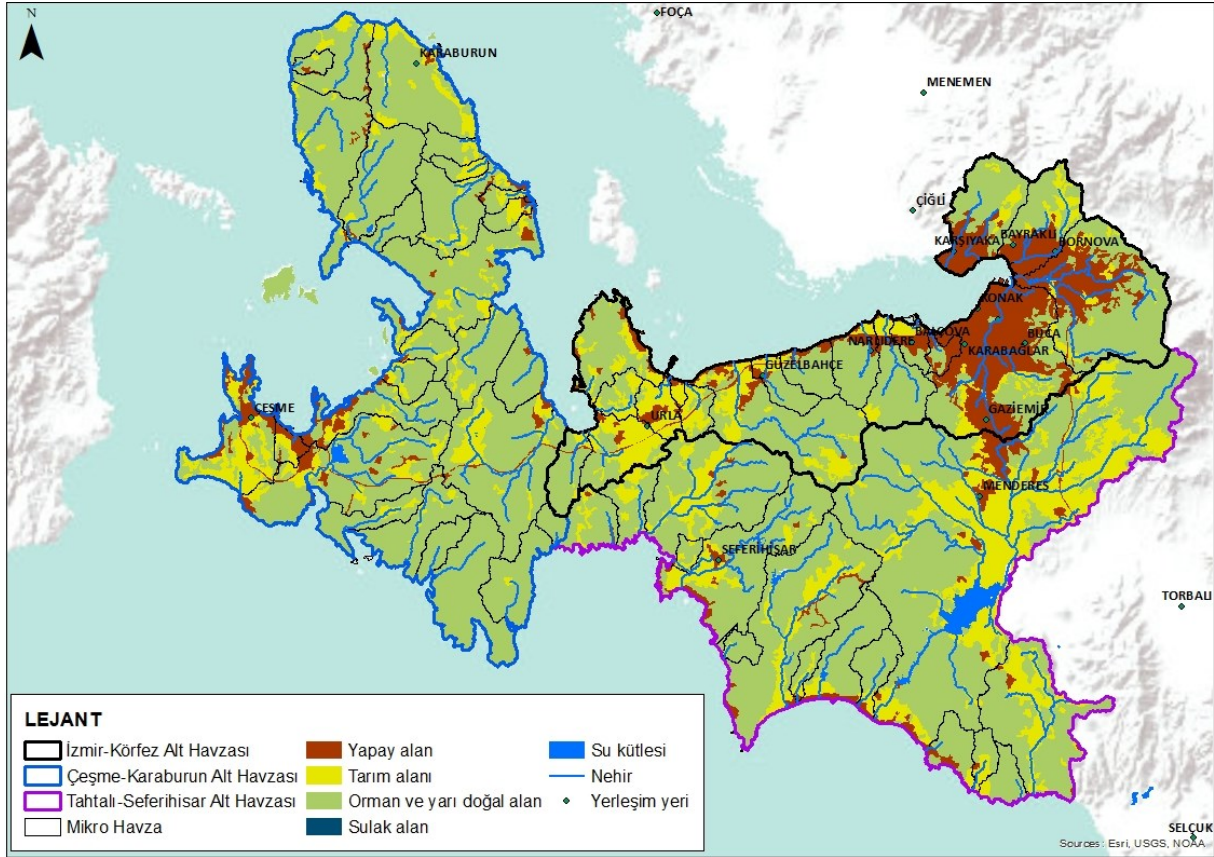 N
FOÇA
KARABURUN
MENEMEN
ÇİĞLİ
KARŞIYAKA
BAYRAKLI
BORNOVA
KONAK
BALÇOVA
NARLIDERE
KARABAĞLAR
BUCA
GÜZELBAHÇE
ÇEŞME
URLA
GAZİEMİR
MENDERES
SEFERİHİSAR
TORBALI
SELÇUK
LEJANT
İzmir-Körfez Alt Havzası
Çeşme-Karaburun Alt Havzası
Tahtalı-Seferihisar Alt Havzası
Mikro Havza
Yapay alan
Tarım alanı
Orman ve yarı doğal alan
Sulak alan
Su kütlesi
Nehir
Yerleşim yeri
Sources: Esri, USGS, NOAA